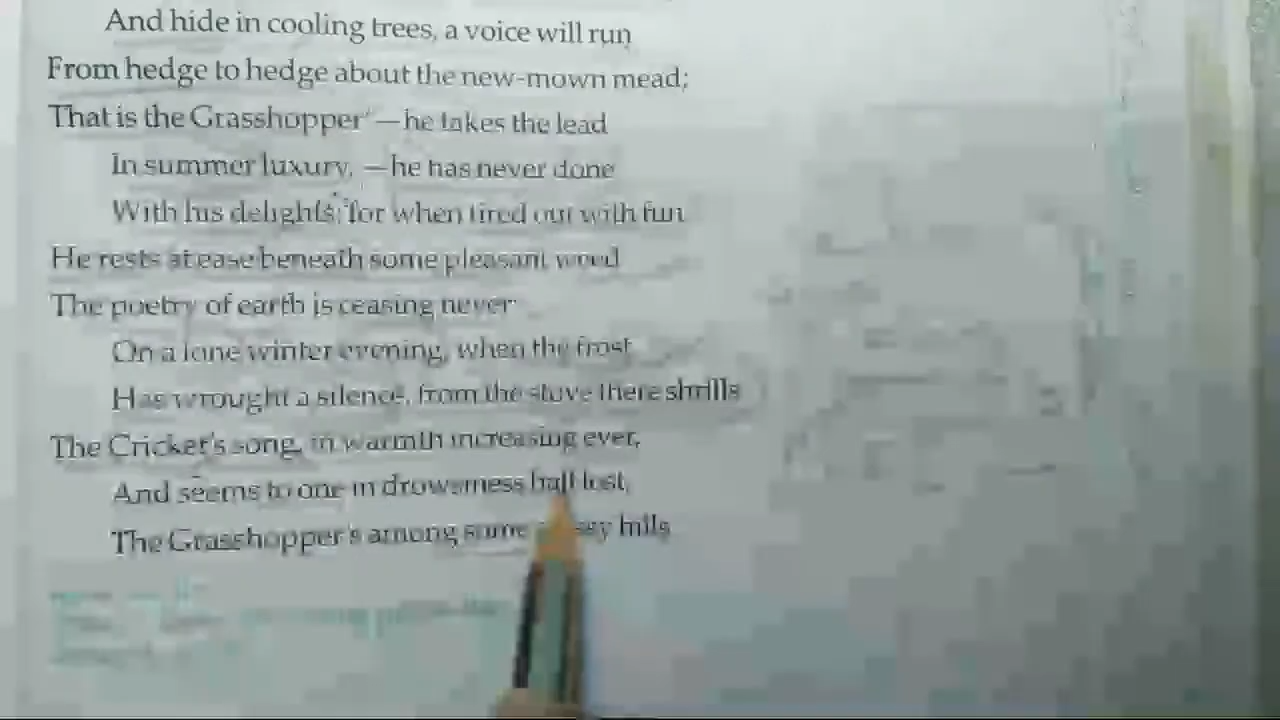 And hide in cooling trees, a voice will run
From hedge to hedge about the new-mown mead;
That is the Grasshopper's—he takes the lead
In summer luxury, —he has never done
With his delights; for when tired out with fun
He rests at ease beneath some pleasant weed
The poetry of earth is ceasing never
On a lone winter evening, when the frost
Has wrought a silence, from the stove there shrills
The Cricket's song, in warmth increasing ever,
And seems to one in drowsiness half lost,
The Grasshopper's among some hills